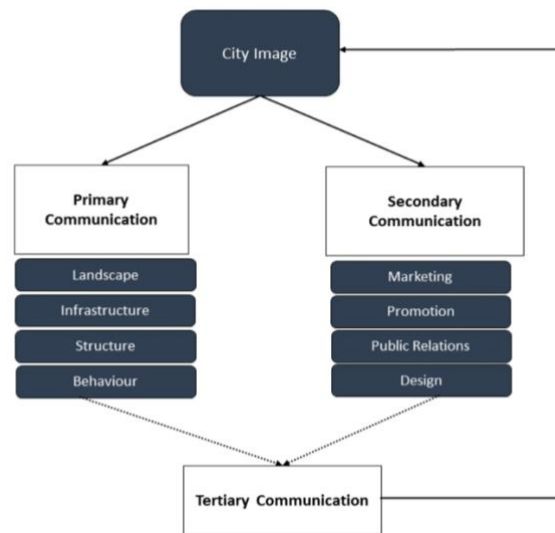 City Image
Primary
Communication
Secondary
Communication
Landscape
Infrastructure
Structure
Behaviour
Marketing
Promotion
Public Relations
Design
Tertiary Communication